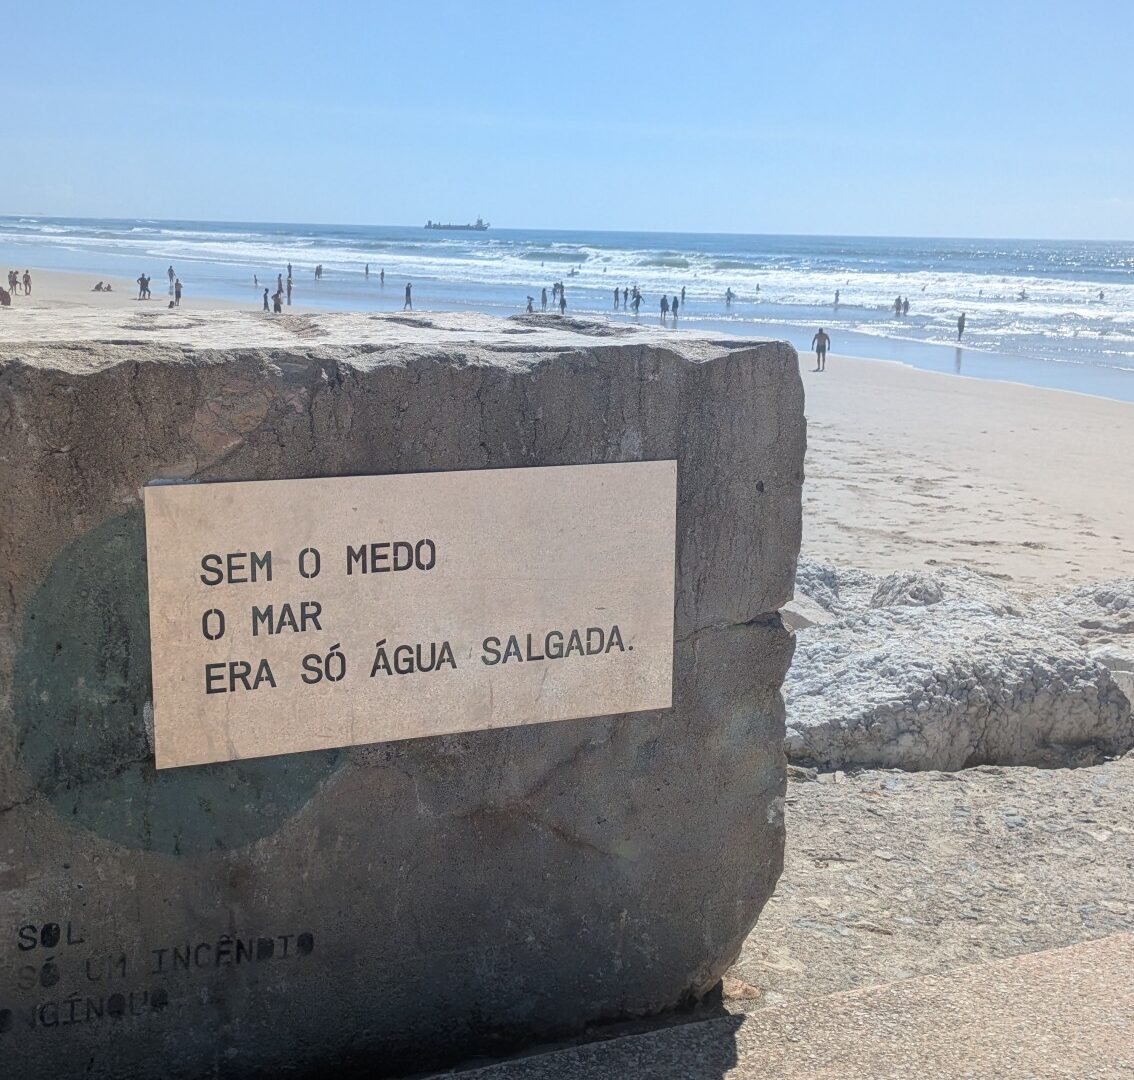 SEM O MEDO
O MAR
ERA SÓ ÁGUA SALGADA.
SOL
SÓ UM INCÊNDIO